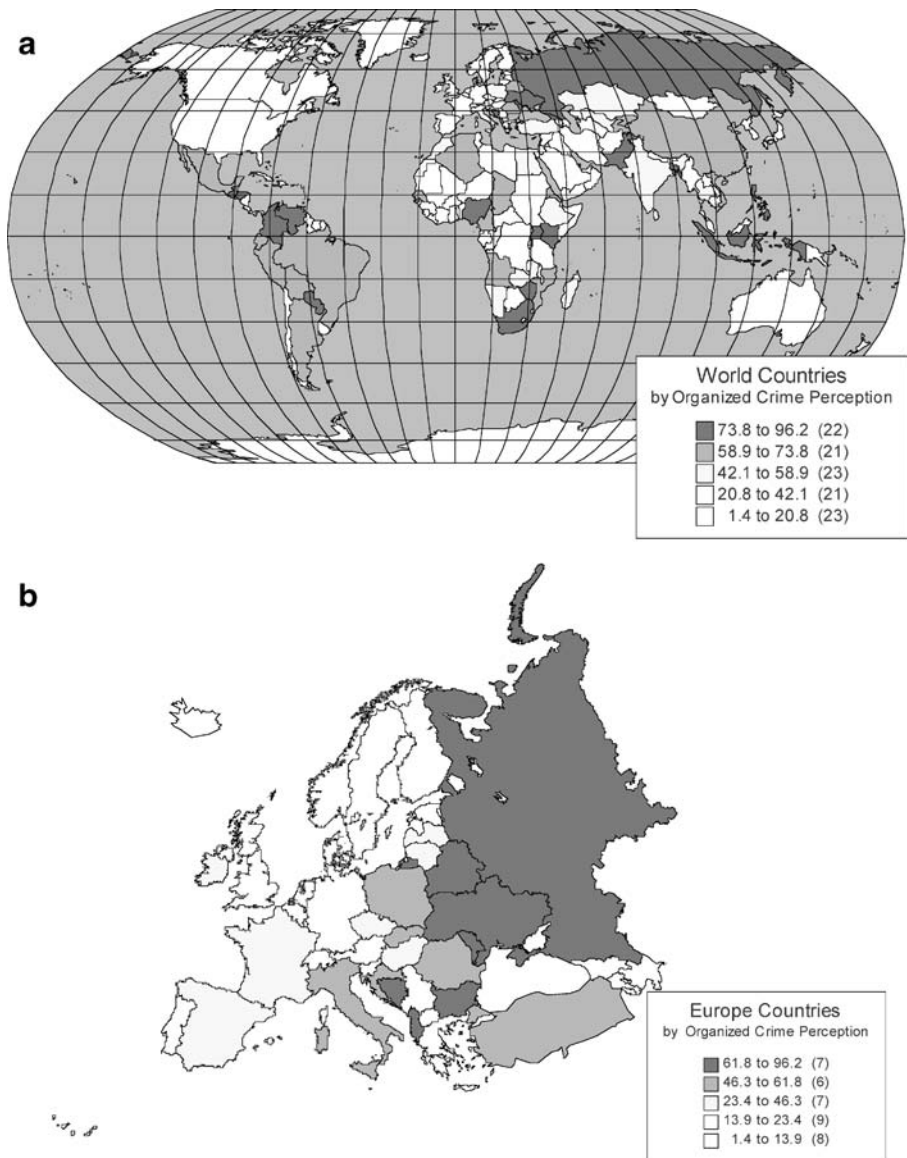 a
World Countries
by Organized Crime Perception
73.8 to 96.2 (22)
58.9 to 73.8 (21)
42.1 to 58.9 (23)
20.8 to 42.1 (21)
1.4 to 20.8 (23)
b
Europe Countries
by Organized Crime Perception
61.8 to 96.2 (7)
46.3 to 61.8 (6)
23.4 to 46.3 (7)
13.9 to 23.4 (9)
1.4 to 13.9 (8)